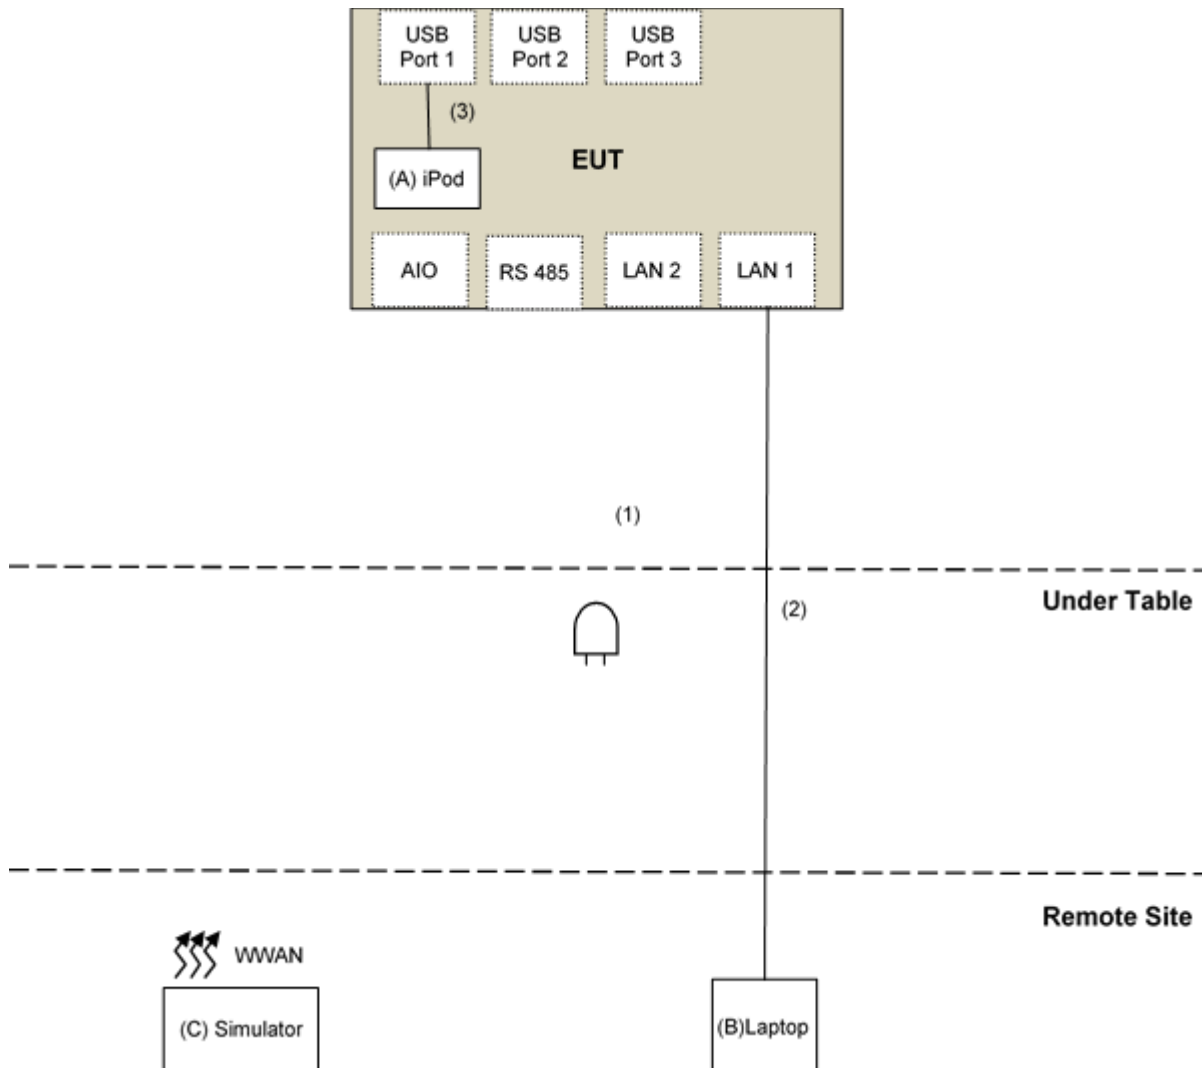 USB
Port 1
USB
Port 2
USB
Port 3
(3)
EUT
(A) iPod
AIO
RS 485
LAN 2
LAN 1
(1)
Under Table
(2)
Remote Site
WWAN
(C) Simulator
(B)Laptop